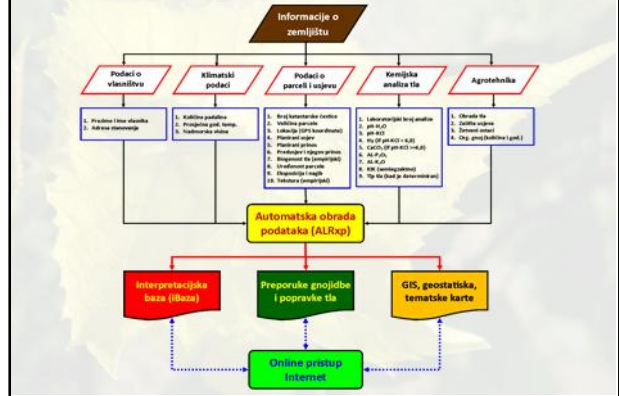 Informacije o
zemljištu
Podaci o
vlasništvu
Klimatski
podaci
Podaci o
parceli i usjevu
Kemijska
analiza tla
Agrotehnika
1. Prezime i ime vlasnika
2. Adresa stanovanja
1. Količina padalina
2. Prosječna god. temp.
3. Nadmorska visina
1. Broj katastarske čestice
2. Veličina parcele
3. Lokacija (GPS koordinate)
4. Planirani usjev
5. Planirani prinos
6. Predusjev i njegov prinos
7. Biogenost tla (empirijski)
8. Uređenost parcele
9. Ekspozicija i nagib
10. Tekstura (empirijski)
1. Laboratorijski broj analize
2. pH-H₂O
3. pH-KCl
4. Hy (if pH-KCl < 6,0)
5. CaCO₃ (if pH-KCl >=6,0)
6. AL-P₂O₅
7. AL-K₂O
8. KIK (semiegzaktno)
9. Tip tla (kad je determiniran)
1. Obrada tla
2. Zaštita usjeva
3. Žetveni ostaci
4. Org. gnoj (količina i god.)
Automatska obrada
podataka (ALRxp)
Interpretacijska
baza (iBaza)
Preporuke gnojidbe
i popravke tla
GIS, geostatiska,
tematske karte
Online pristup
Internet